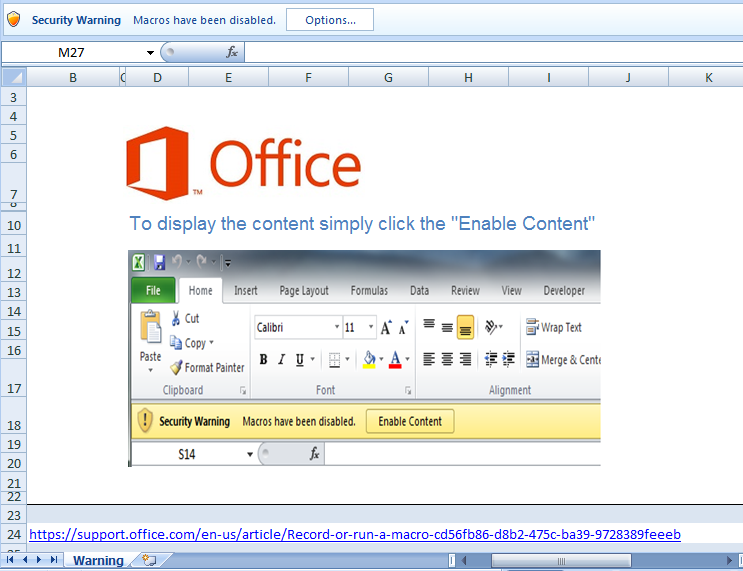 Security Warning Macros have been disabled. Options...
M27 fx
B C D E F G H I J K
3
4
5
6
Office TM
7
8
10 To display the content simply click the "Enable Content"
11
12
13 File Home Insert Page Layout Formulas Data Review View Developer
14 Cut Calibri 11 A A Wrap Text
15 Copy
16 Paste Format Painter B I U A Merge & Cente
17 Clipboard Font Alignment
18 Security Warning Macros have been disabled. Enable Content
19 S14 fx
20
21
22
23
24 https://support.office.com/en-us/article/Record-or-run-a-macro-cd56fb86-d8b2-475c-ba39-9728389feeeb
Warning